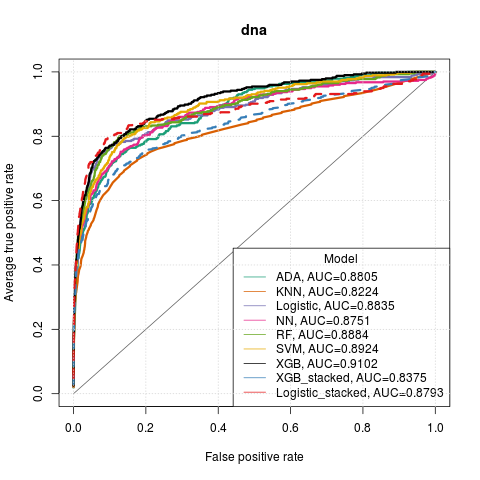 dna
Average true positive rate
1.0
0.8
0.6
0.4
0.2
0.0
Model
ADA, AUC=0.8805
KNN, AUC=0.8224
Logistic, AUC=0.8835
NN, AUC=0.8751
RF, AUC=0.8884
SVM, AUC=0.8924
XGB, AUC=0.9102
XGB_stacked, AUC=0.8375
Logistic_stacked, AUC=0.8793
0.0 0.2 0.4 0.6 0.8 1.0
False positive rate